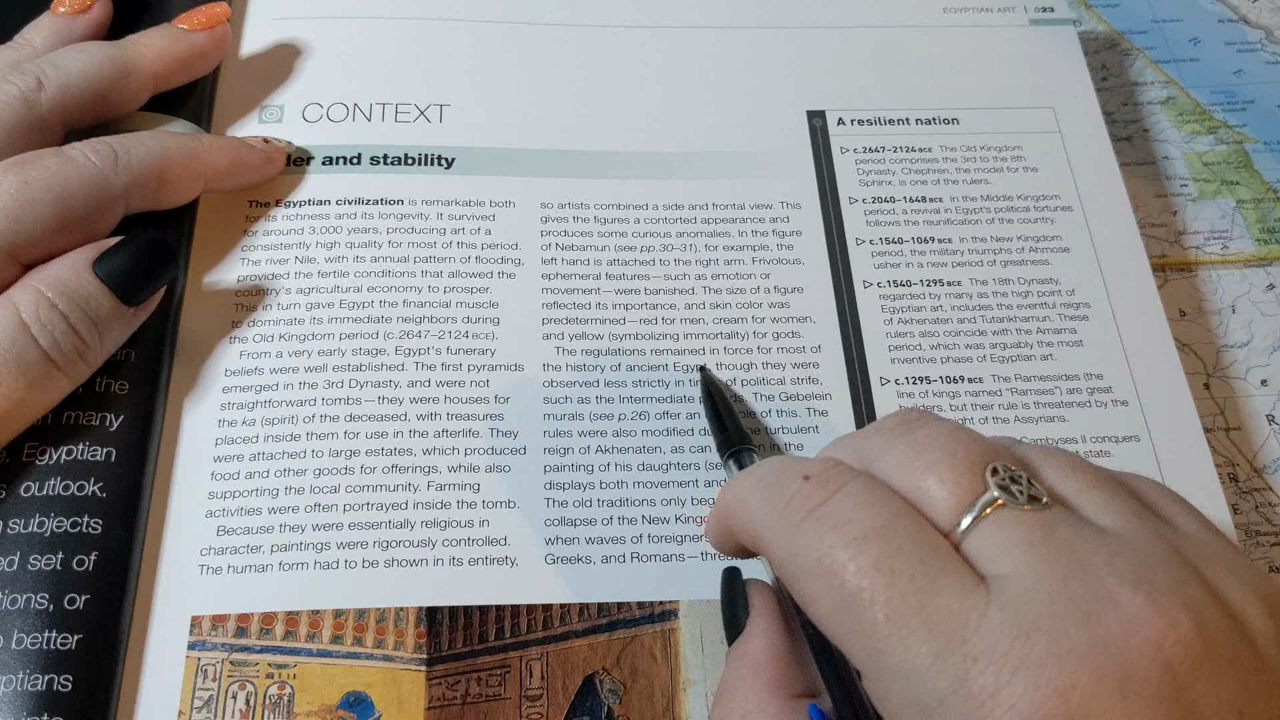 EGYPTIAN ART | 023
CONTEXT
der and stability
The Egyptian civilization is remarkable both
for its richness and its longevity. It survived
for around 3,000 years, producing art of a
consistently high quality for most of this period.
The river Nile, with its annual pattern of flooding,
provided the fertile conditions that allowed the
country's agricultural economy to prosper.
This in turn gave Egypt the financial muscle
to dominate its immediate neighbors during
the Old Kingdom period (c.2647–2124 BCE).
From a very early stage, Egypt's funerary
beliefs were well established. The first pyramids
emerged in the 3rd Dynasty and were not
straightforward tombs—they were houses for
the ka (spirit) of the deceased, with treasures
placed inside them for use in the afterlife. They
were attached to large estates, which produced
food and other goods for offerings, while also
supporting the local community. Farming
activities were often portrayed inside the tomb.
Because they were essentially religious in
character, paintings were rigorously controlled.
The human form had to be shown in its entirety,
so artists combined a side and frontal view. This
gives the figures a contorted appearance and
produces some curious anomalies. In the figure
of Nebamun (see pp.30–31), for example, the
left hand is attached to the right arm. Frivolous,
ephemeral features—such as emotion or
movement—were banished. The size of a figure
reflected its importance, and skin color was
predetermined—red for men, cream for women,
and yellow (symbolizing immortality) for gods.
The regulations remained in force for most of
the history of ancient Egypt, though they were
observed less strictly in of political strife,
such as the Intermediate The Gebelein
murals (see p.26) offer an of this. The
rules were also modified turbulent
reign of Akhenaten, as can in the
painting of his daughters
displays both movement and
The old traditions only
collapse of the New
when waves of foreigners
Greeks, and Romans—
A resilient nation
▷ c.2647–2124 BCE The Old Kingdom
period comprises the 3rd to the 8th
Dynasty. Chephren, the model for the
Sphinx, is one of the rulers.
▷ c.2040–1648 BCE In the Middle Kingdom
period, a revival in Egypt's political fortunes
follows the reunification of the country.
▷ c.1540–1069 BCE In the New Kingdom
period, the military triumphs of Ahmose
usher in a new period of greatness.
▷ c.1540–1295 BCE The 18th Dynasty,
regarded by many as the high point of
Egyptian art, includes the eventful reigns
of Akhenaten and Tutankhamun. These
rulers also coincide with the Amarna
period, which was arguably the most
inventive phase of Egyptian art.
▷ c.1295–1069 BCE The Ramessides (the
line of kings named "Ramses") are great
builders, but their rule is threatened by the
of the Assyrians.
Cambyses II conquers
state.
the
many
Egyptian
outlook.
subjects
set of
or
better